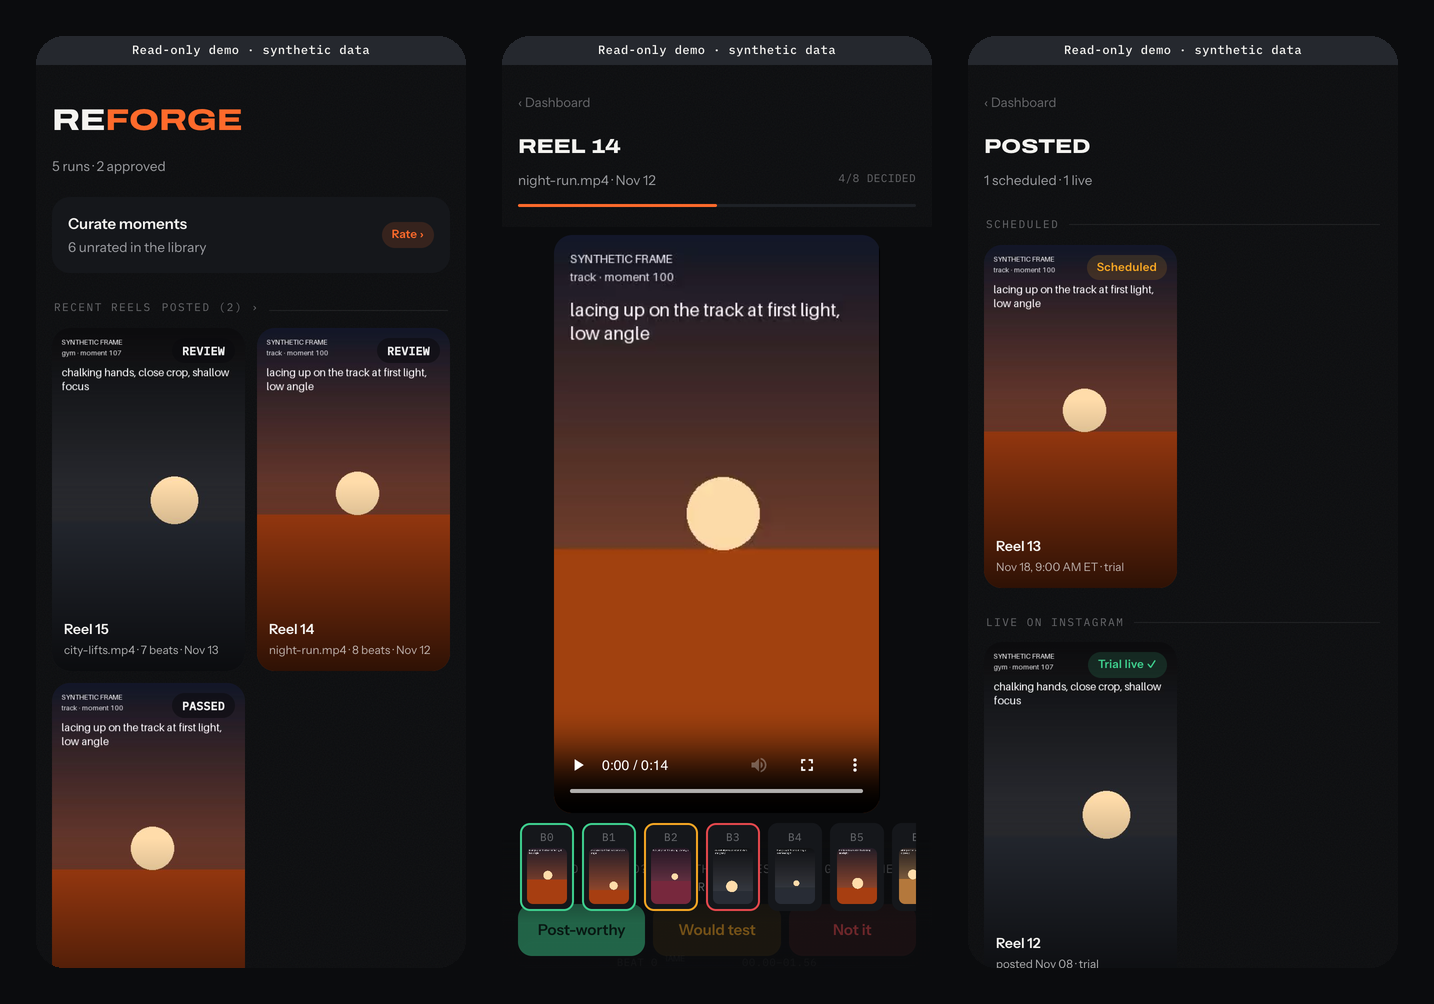 Read-only demo · synthetic data
REFORGE
5 runs · 2 approved
Curate moments
6 unrated in the library
Rate ›
RECENT REELS POSTED (2) ›
SYNTHETIC FRAME
gym · moment 107
REVIEW
chalking hands, close crop, shallow
focus
Reel 15
city-lifts.mp4 · 7 beats · Nov 13
SYNTHETIC FRAME
track · moment 100
REVIEW
lacing up on the track at first light,
low angle
Reel 14
night-run.mp4 · 8 beats · Nov 12
SYNTHETIC FRAME
track · moment 100
PASSED
lacing up on the track at first light,
low angle
Read-only demo · synthetic data
‹ Dashboard
REEL 14
night-run.mp4 · Nov 12
4/8 DECIDED
SYNTHETIC FRAME
track · moment 100
lacing up on the track at first light,
low angle
0:00 / 0:14
B0
B1
B2
B3
B4
B5
Post-worthy
Would test
Not it
Read-only demo · synthetic data
‹ Dashboard
POSTED
1 scheduled · 1 live
SCHEDULED
SYNTHETIC FRAME
track · moment 100
Scheduled
lacing up on the track at first light,
low angle
Reel 13
Nov 18, 9:00 AM ET · trial
LIVE ON INSTAGRAM
SYNTHETIC FRAME
gym · moment 107
Trial live ✓
chalking hands, close crop, shallow
focus
Reel 12
posted Nov 08 · trial